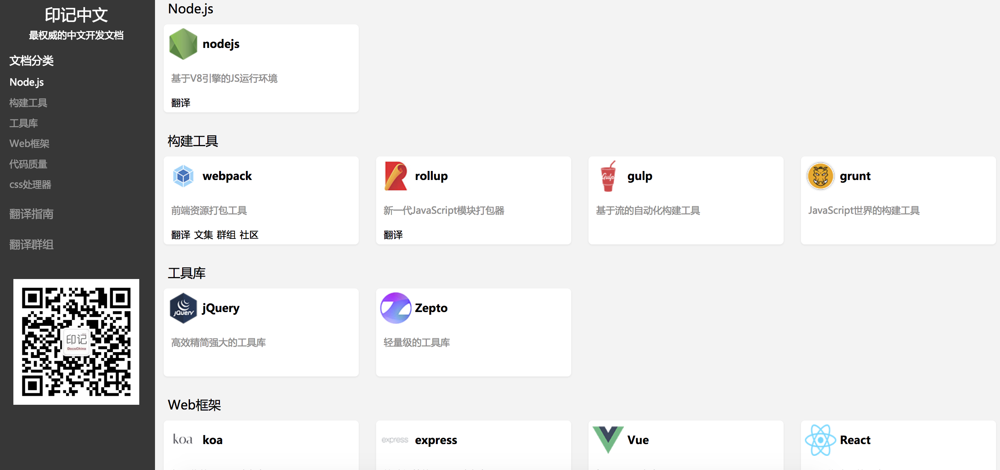 印记中文
最权威的中文开发文档
文档分类
Node.js
构建工具
工具库
Web框架
代码质量
css处理器
翻译指南
翻译群组
印记
DocsChina
Node.js
nodejs
基于V8引擎的JS运行环境
翻译
构建工具
webpack
前端资源打包工具
翻译 文集 群组 社区
rollup
新一代JavaScript模块打包器
翻译
Gulp
gulp
基于流的自动化构建工具
grunt
JavaScript世界的构建工具
工具库
jQuery
jQuery
高效精简强大的工具库
Zepto
轻量级的工具库
Web框架
koa
koa
express
express
Vue
React